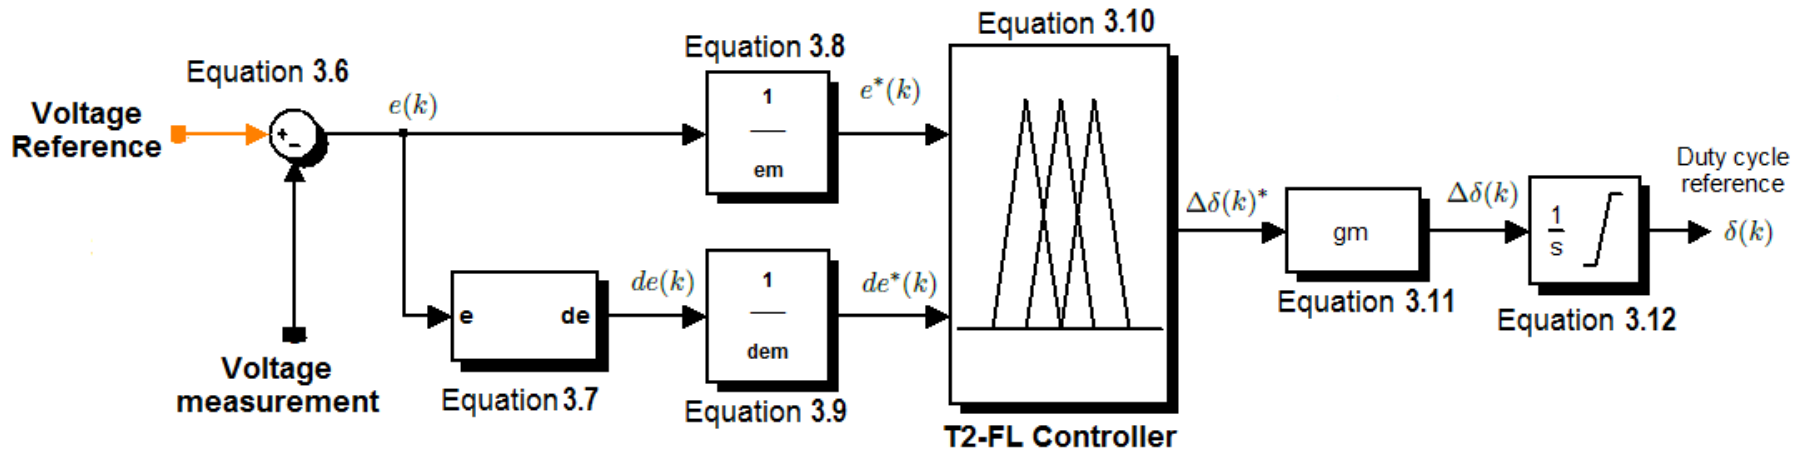 Equation 3.10
Equation 3.8
Equation 3.6
Voltage
Reference
+
−
e(k)
1
em
e*(k)
Duty cycle
reference
Δδ(k)*
gm
Δδ(k)
1
s
δ(k)
e de
de(k)
1
dem
de*(k)
Equation 3.11
Equation 3.12
Voltage
measurement
Equation 3.7
Equation 3.9
T2-FL Controller